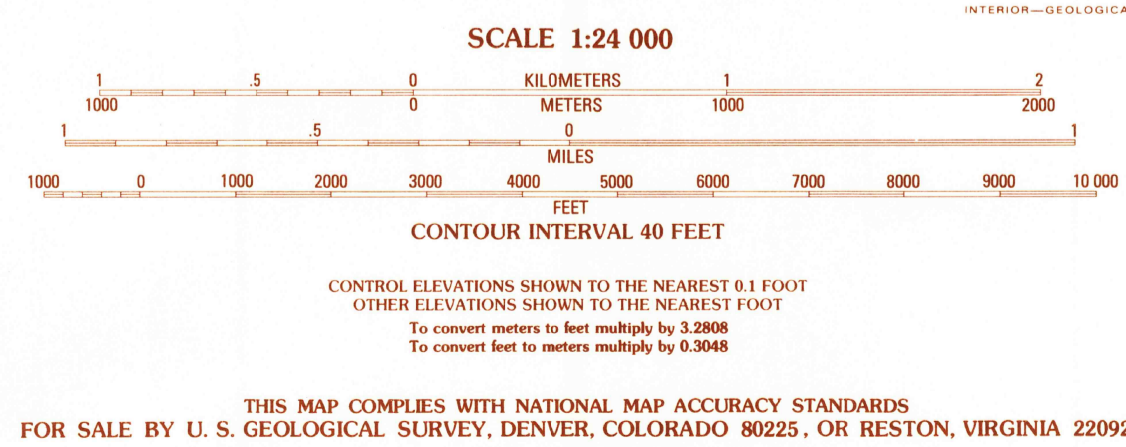 INTERIOR—GEOLOGICA
SCALE 1:24 000
1 .5 0 KILOMETERS 1 2
1000 0 METERS 1000 2000
1 .5 0 1
MILES
1000 0 1000 2000 3000 4000 5000 6000 7000 8000 9000 10 000
FEET
CONTOUR INTERVAL 40 FEET
CONTROL ELEVATIONS SHOWN TO THE NEAREST 0.1 FOOT
OTHER ELEVATIONS SHOWN TO THE NEAREST FOOT
To convert meters to feet multiply by 3.2808
To convert feet to meters multiply by 0.3048
THIS MAP COMPLIES WITH NATIONAL MAP ACCURACY STANDARDS
FOR SALE BY U. S. GEOLOGICAL SURVEY, DENVER, COLORADO 80225, OR RESTON, VIRGINIA 22092